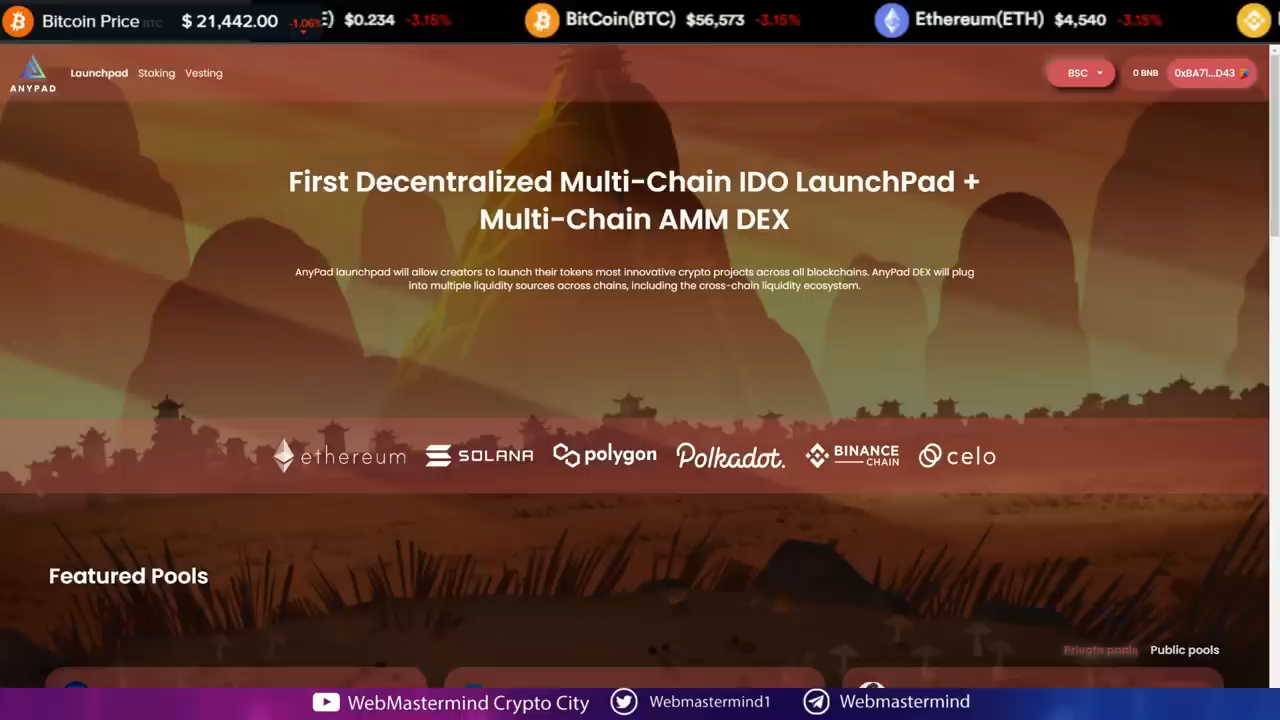 Bitcoin Price BTC $ 21,442.00 -1.06% E) $0.234 -3.15% BitCoin(BTC) $56,573 -3.15% Ethereum(ETH) $4,540 -3.15%
ANYPAD
Launchpad Staking Vesting BSC 0 BNB 0xBA71...D43
First Decentralized Multi-Chain IDO LaunchPad +
Multi-Chain AMM DEX
AnyPad launchpad will allow creators to launch their tokens most innovative crypto projects across all blockchains. AnyPad DEX will plug
into multiple liquidity sources across chains, including the cross-chain liquidity ecosystem.
ethereum SOLANA polygon Polkadot. BINANCE CHAIN celo
Featured Pools
Private pools Public pools
WebMastermind Crypto City Webmastermind1 Webmastermind